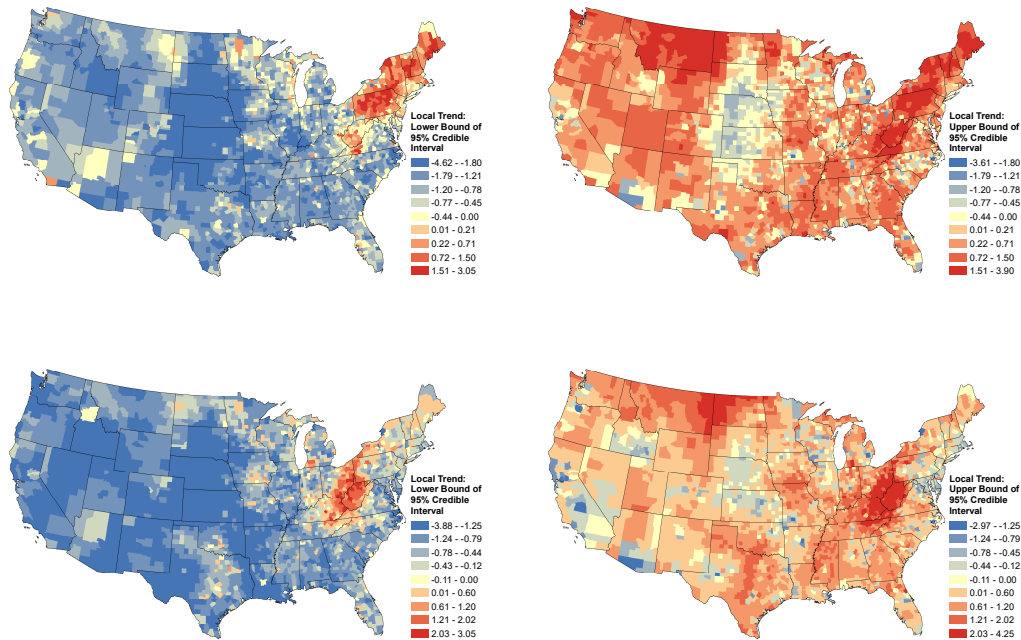 Local Trend:
Lower Bound of
95% Credible
Interval
-4.62 - -1.80
-1.79 - -1.21
-1.20 - -0.78
-0.77 - -0.45
-0.44 - 0.00
0.01 - 0.21
0.22 - 0.71
0.72 - 1.50
1.51 - 3.05
Local Trend:
Upper Bound of
95% Credible
Interval
-3.61 - -1.80
-1.79 - -1.21
-1.20 - -0.78
-0.77 - -0.45
-0.44 - 0.00
0.01 - 0.21
0.22 - 0.71
0.72 - 1.50
1.51 - 3.90
Local Trend:
Lower Bound of
95% Credible
Interval
-3.88 - -1.25
-1.24 - -0.79
-0.78 - -0.44
-0.43 - -0.12
-0.11 - 0.00
0.01 - 0.60
0.61 - 1.20
1.21 - 2.02
2.03 - 3.05
Local Trend:
Upper Bound of
95% Credible
Interval
-2.97 - -1.25
-1.24 - -0.79
-0.78 - -0.45
-0.44 - -0.12
-0.11 - 0.00
0.01 - 0.60
0.61 - 1.20
1.21 - 2.02
2.03 - 4.25